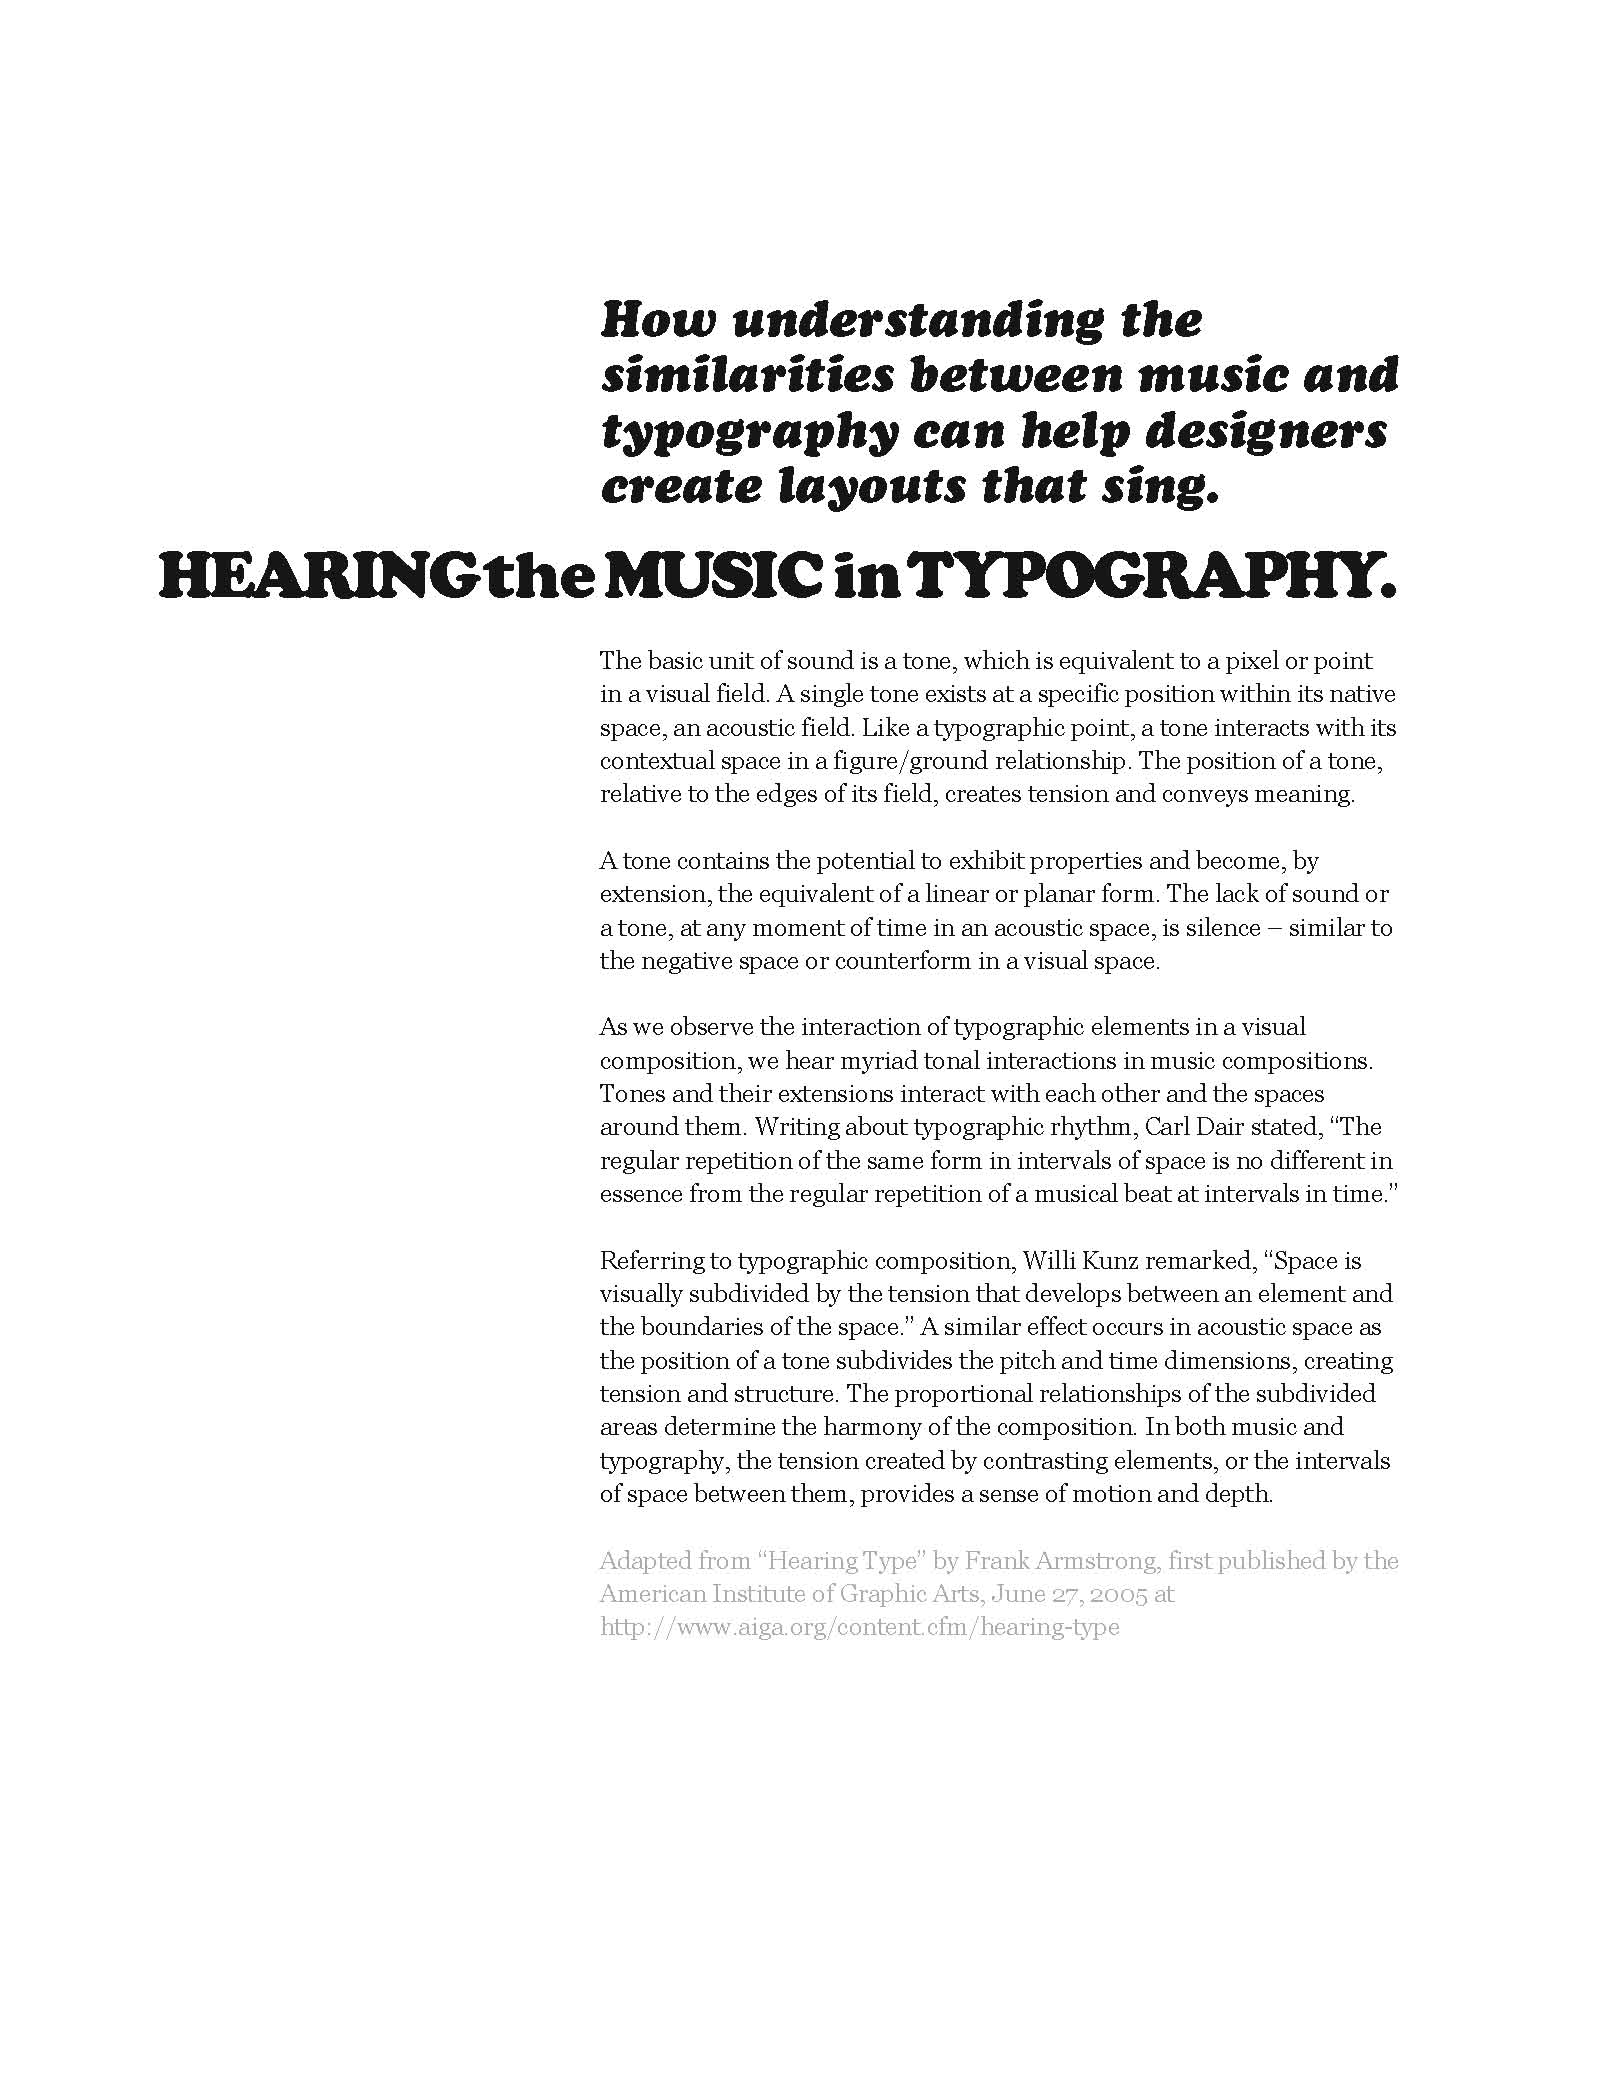 How understanding the
similarities between music and
typography can help designers
create layouts that sing.
HEARING the MUSIC in TYPOGRAPHY.
The basic unit of sound is a tone, which is equivalent to a pixel or point
in a visual field. A single tone exists at a specific position within its native
space, an acoustic field. Like a typographic point, a tone interacts with its
contextual space in a figure/ground relationship. The position of a tone,
relative to the edges of its field, creates tension and conveys meaning.
A tone contains the potential to exhibit properties and become, by
extension, the equivalent of a linear or planar form. The lack of sound or
a tone, at any moment of time in an acoustic space, is silence – similar to
the negative space or counterform in a visual space.
As we observe the interaction of typographic elements in a visual
composition, we hear myriad tonal interactions in music compositions.
Tones and their extensions interact with each other and the spaces
around them. Writing about typographic rhythm, Carl Dair stated, “The
regular repetition of the same form in intervals of space is no different in
essence from the regular repetition of a musical beat at intervals in time.”
Referring to typographic composition, Willi Kunz remarked, “Space is
visually subdivided by the tension that develops between an element and
the boundaries of the space.” A similar effect occurs in acoustic space as
the position of a tone subdivides the pitch and time dimensions, creating
tension and structure. The proportional relationships of the subdivided
areas determine the harmony of the composition. In both music and
typography, the tension created by contrasting elements, or the intervals
of space between them, provides a sense of motion and depth.
Adapted from “Hearing Type” by Frank Armstrong, first published by the
American Institute of Graphic Arts, June 27, 2005 at
http://www.aiga.org/content.cfm/hearing-type